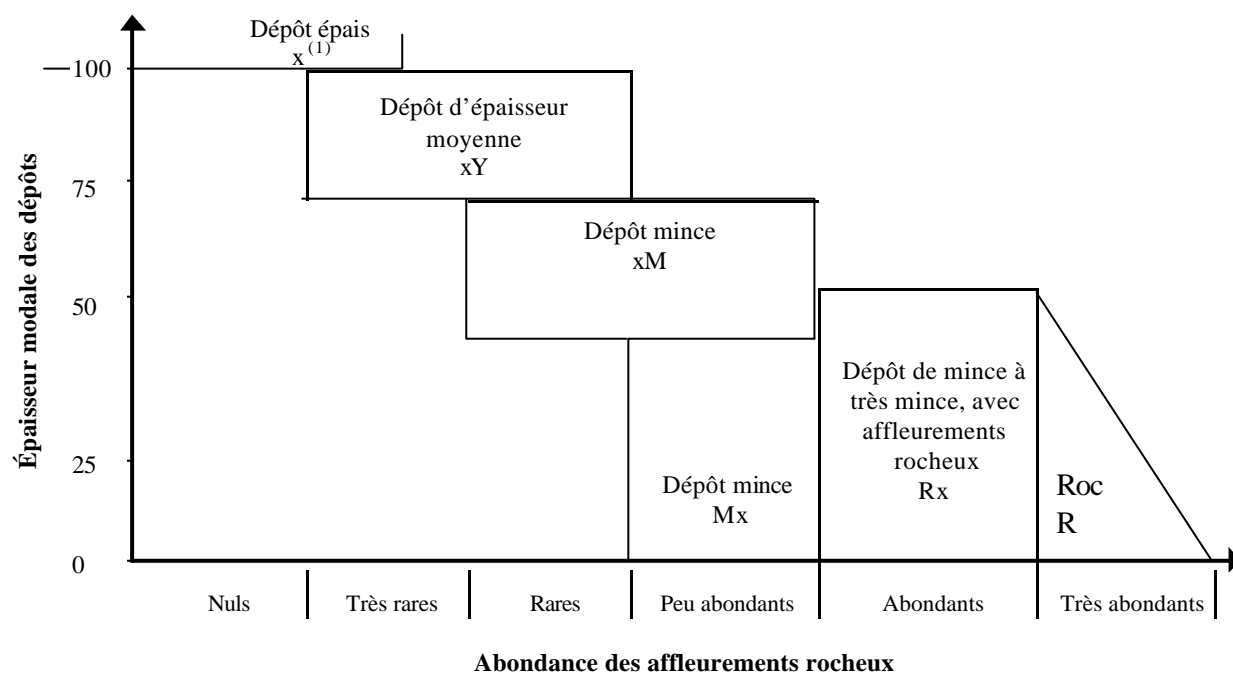 Dépôt épais
x (1)
100
Dépôt d’épaisseur
moyenne
xY
75
Dépôt mince
xM
50
Dépôt de mince à
très mince, avec
affleurements
rocheux
Rx
25
Dépôt mince
Mx
Roc
R
0
Épaisseur modale des dépôts
Nuls
Très rares
Rares
Peu abondants
Abondants
Très abondants
Abondance des affleurements rocheux